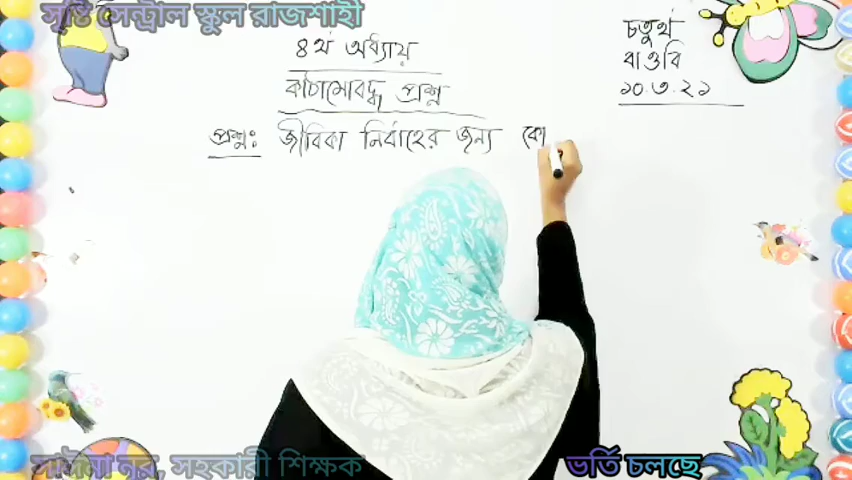 সৃষ্টি সেন্ট্রাল স্কুল রাজশাহী
৪র্থ অধ্যায়
কাঠামোবদ্ধ প্রশ্ন
চতুর্থ
বাওবি
১০.৩.২১
প্রশ্নঃ জীবিকা নির্বাহের জন্য কো
নূর, সহকারী শিক্ষক
ভর্তি চলছে